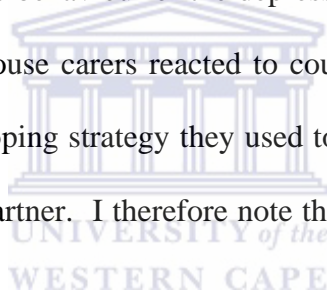 ouse carers reacted to cou
ping strategy they used to
artner. I therefore note th
UNIVERSITY of the
WESTERN CAPE